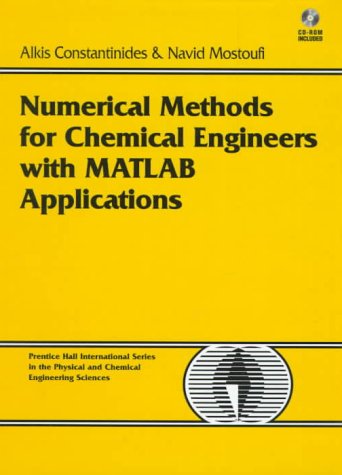 CD-ROM
INCLUDED
Alkis Constantinides & Navid Mostoufi
Numerical Methods
for Chemical Engineers
with MATLAB
Applications
Prentice Hall International Series
in the Physical and Chemical
Engineering Sciences